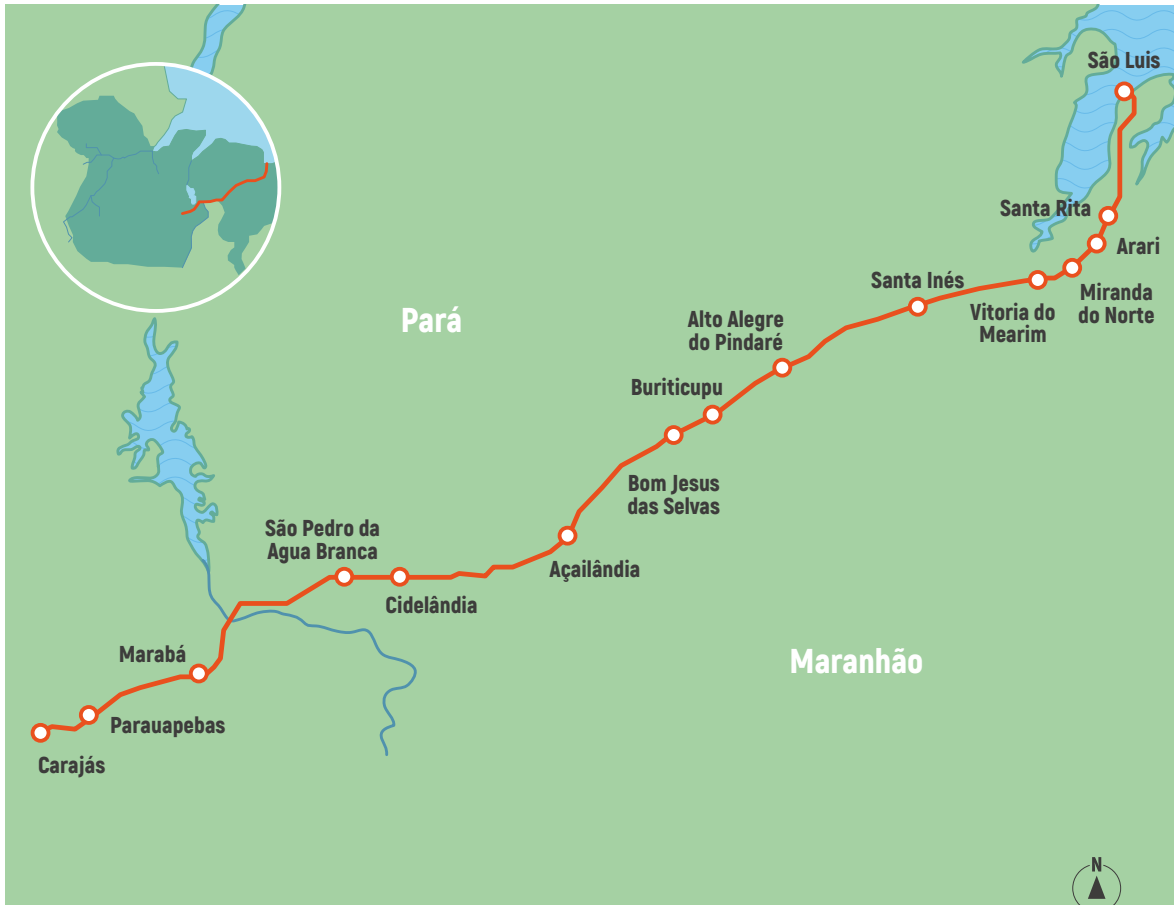 São Luis
Santa Rita
Arari
Santa Inés
Miranda
do Norte
Vitoria do
Mearim
Pará
Alto Alegre
do Pindaré
Buriticupu
Bom Jesus
das Selvas
São Pedro da
Agua Branca
Açailândia
Cidelândia
Marabá
Maranhão
Parauapebas
Carajás
N